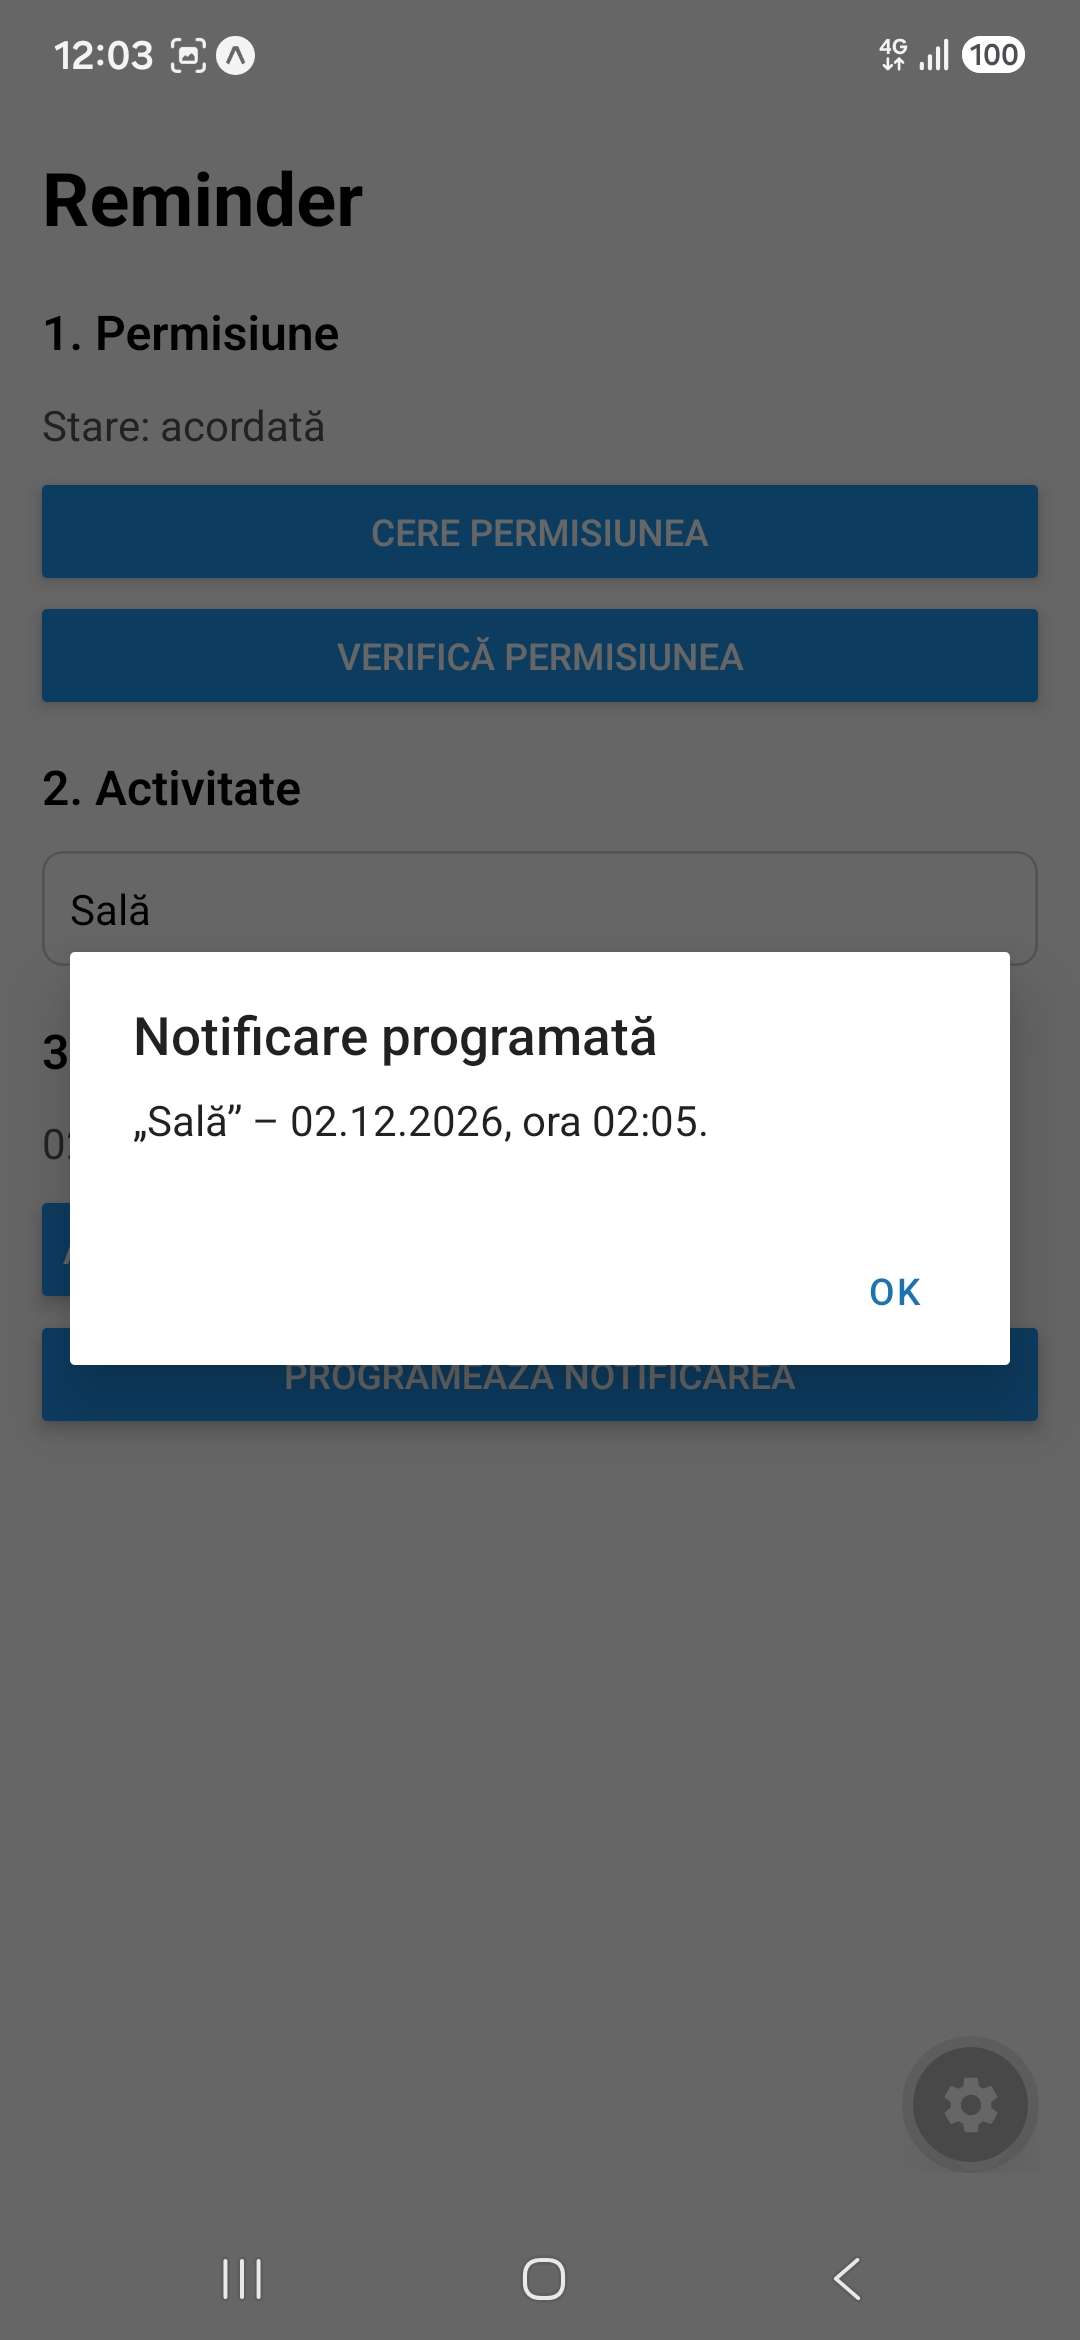 12:03 4G 100
Reminder
1. Permisiune
Stare: acordată
CERE PERMISIUNEA
VERIFICĂ PERMISIUNEA
2. Activitate
Sală
3
Notificare programată
„Sală” – 02.12.2026, ora 02:05.
OK
PROGRAMEAZĂ NOTIFICAREA